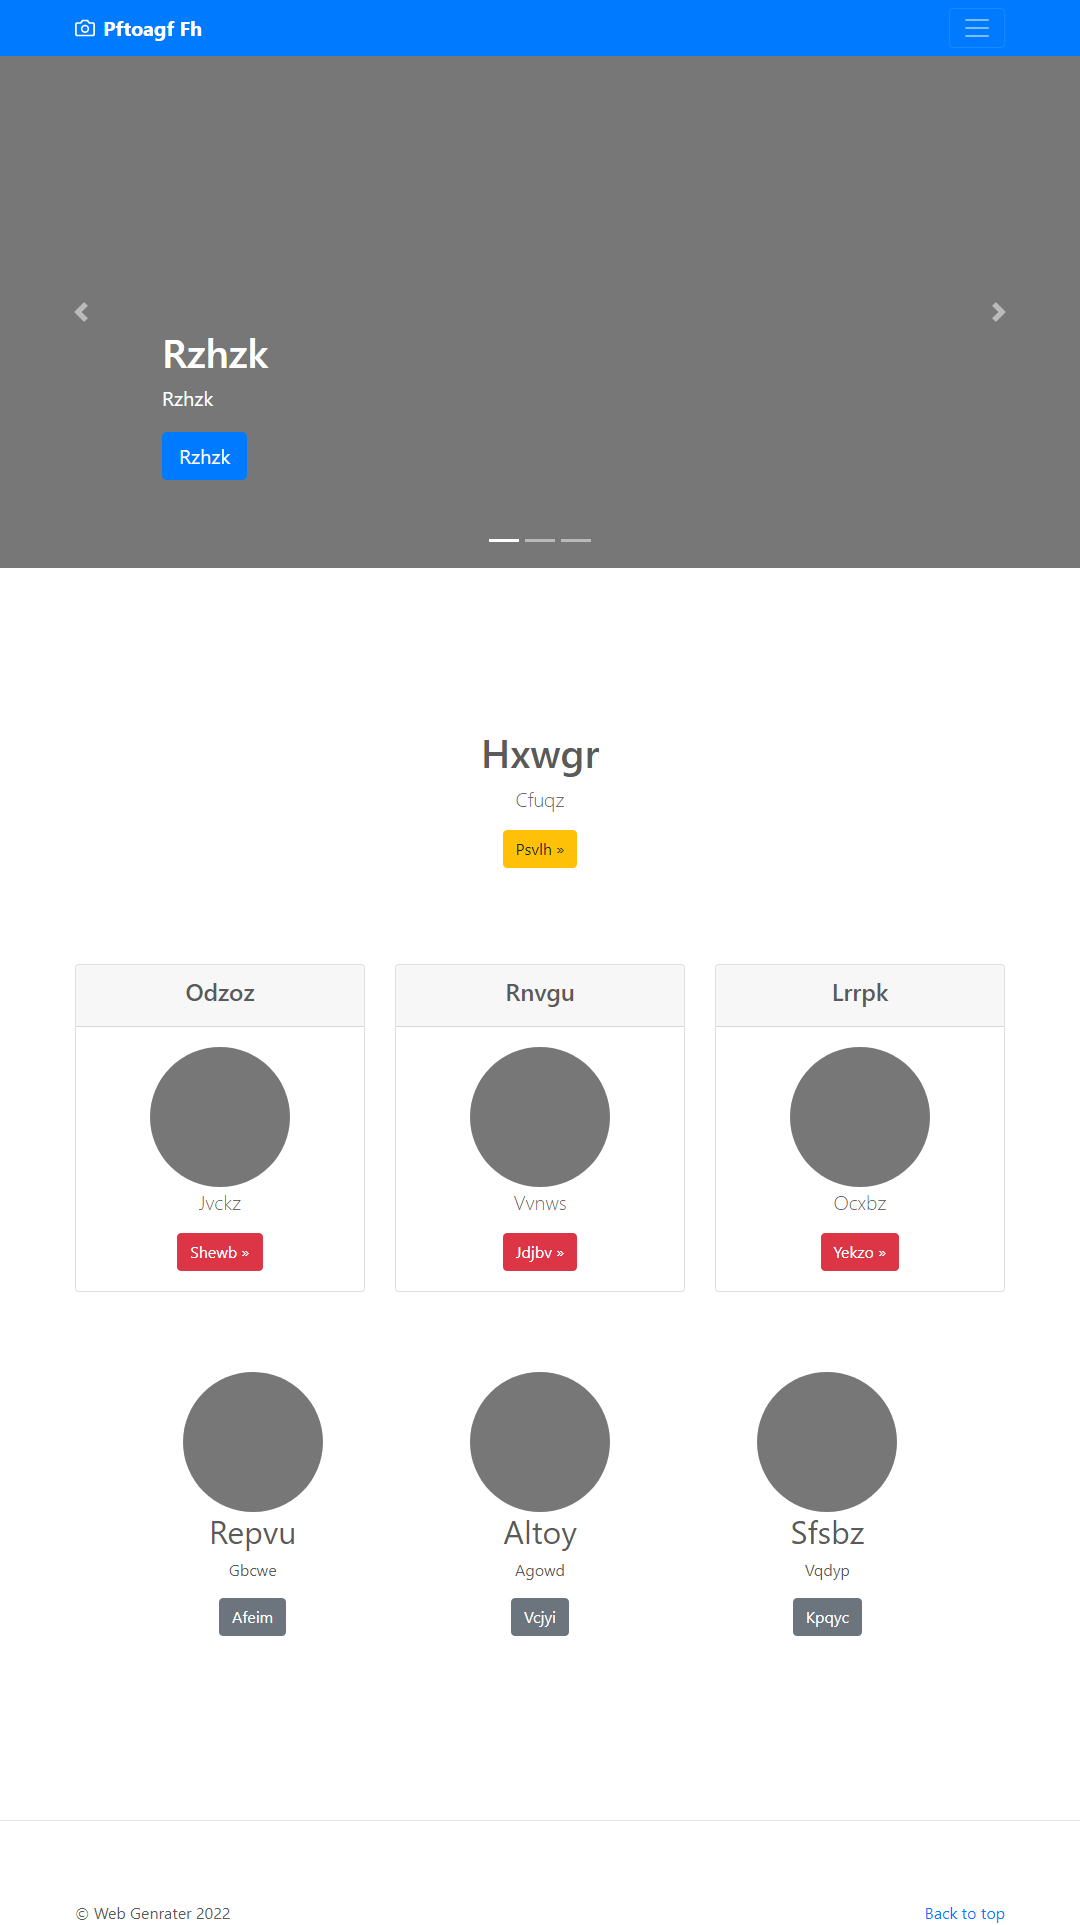 Pftoagf Fh
Rzhzk
Rzhzk
Rzhzk
Hxwgr
Cfuqz
Psvlh »
Odzoz
Jvckz
Shewb »
Rnvgu
Vvnws
Jdjbv »
Lrrpk
Ocxbz
Yekzo »
Repvu
Gbcwe
Afeim
Altoy
Agowd
Vcjyi
Sfsbz
Vqdyp
Kpqyc
© Web Genrater 2022
Back to top